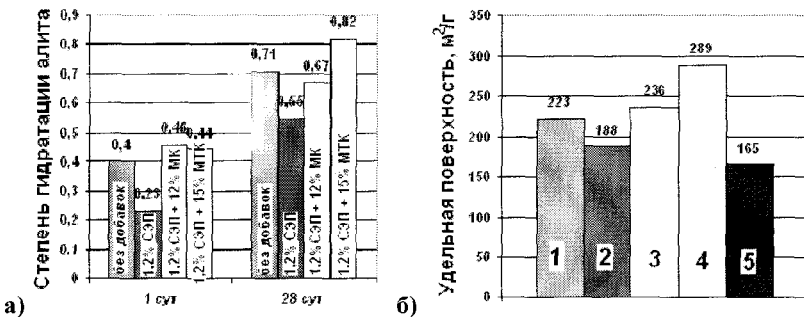 Степень гидратации алита
0,9
0,8
0,7
0,6
0,5
0,4
0,3
0,2
0,1
0
0,4
0,23
0,46
0,44
0,71
0,55
0,67
0,82
без добавок
1,2% СЭП
1,2%СЭП + 12% МК
1,2% СЭП + 15% МТК
без добавок
1,2% СЭП
1,2%СЭП + 12% МК
1,2% СЭП + 15% МТК
1 сут
28 сут
а)
Удельная поверхность, м²/г
350
300
250
200
150
100
50
0
223
188
236
289
165
1
2
3
4
5
б)